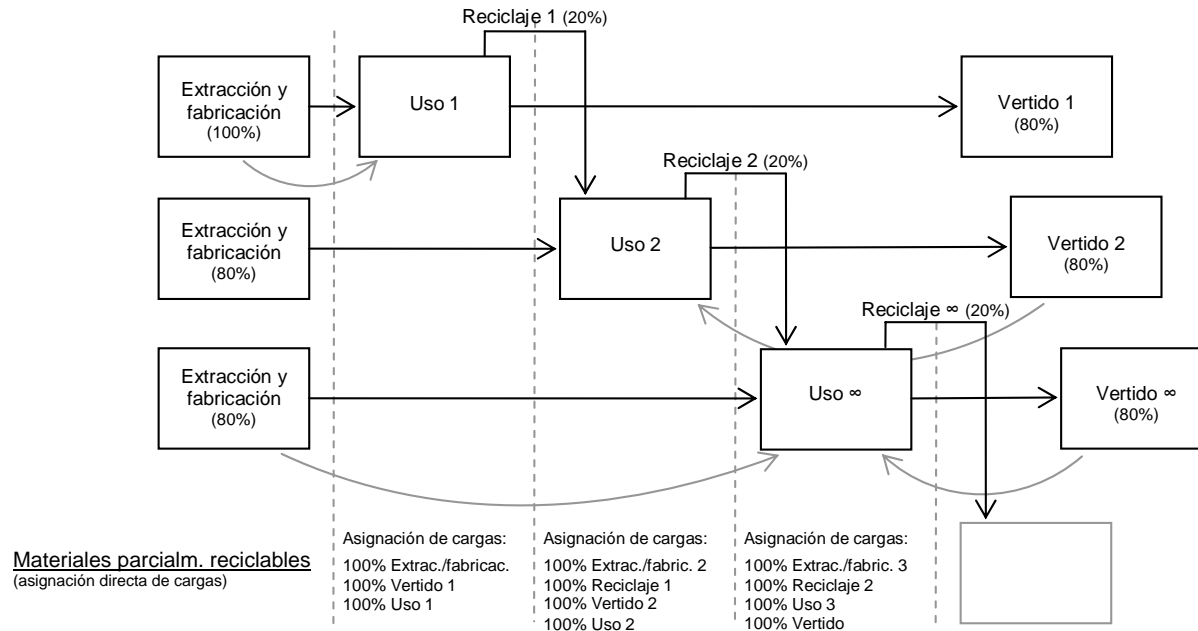 Reciclaje 1 (20%)
Extracción y
fabricación
(100%)
Uso 1
Vertido 1
(80%)
Reciclaje 2 (20%)
Extracción y
fabricación
(80%)
Uso 2
Vertido 2
(80%)
Reciclaje ∞ (20%)
Extracción y
fabricación
(80%)
Uso ∞
Vertido ∞
(80%)
Materiales parcialm. reciclables
(asignación directa de cargas)
Asignación de cargas:
100% Extrac./fabricac.
100% Vertido 1
100% Uso 1
Asignación de cargas:
100% Extrac./fabric. 2
100% Reciclaje 1
100% Vertido 2
100% Uso 2
Asignación de cargas:
100% Extrac./fabric. 3
100% Reciclaje 2
100% Uso 3
100% Vertido